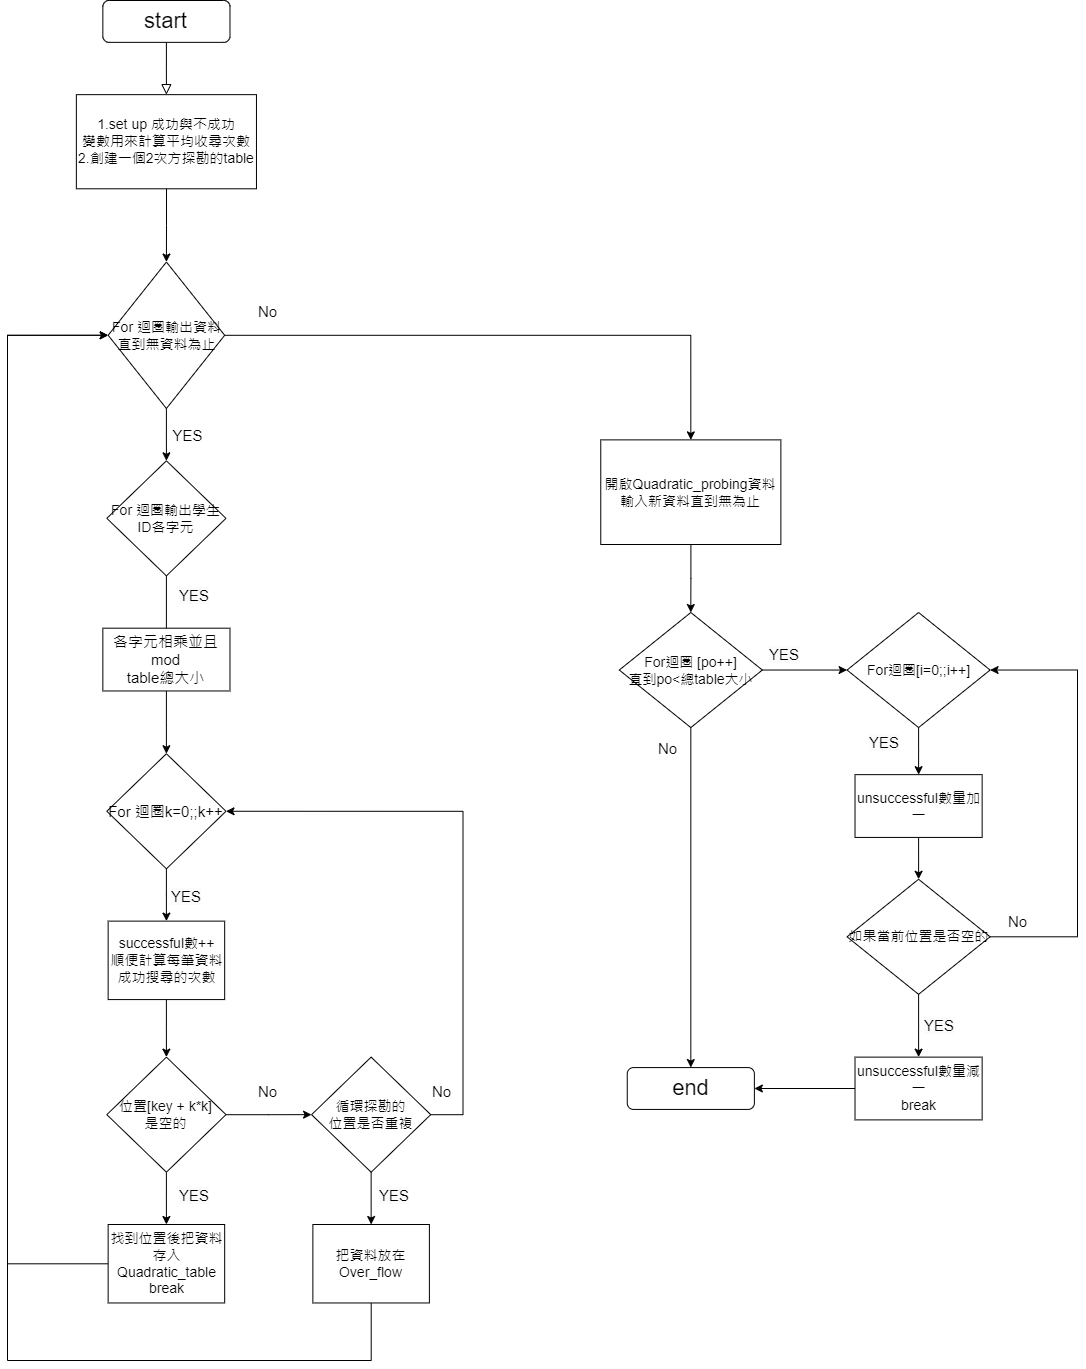 start
1.set up 成功與不成功
變數用來計算平均收尋次數
2.創建一個2次方探勘的table
For 迴圈輸出資料
直到無資料為止
No
YES
For 迴圈輸出學生
ID各字元
YES
各字元相乘並且
mod
table總大小
For 迴圈k=0;;k++
YES
successful數++
順便計算每筆資料
成功搜尋的次數
位置[key + k*k]
是空的
No
循環探勘的
位置是否重複
No
YES
找到位置後把資料
存入
Quadratic_table
break
YES
把資料放在
Over_flow
開啟Quadratic_probing資料
輸入新資料直到無為止
For迴圈 [po++]
直到po<總table大小
YES
No
For迴圈[i=0;;i++]
YES
unsuccessful數量加
一
如果當前位置是否空的
No
YES
unsuccessful數量減
一
break
end